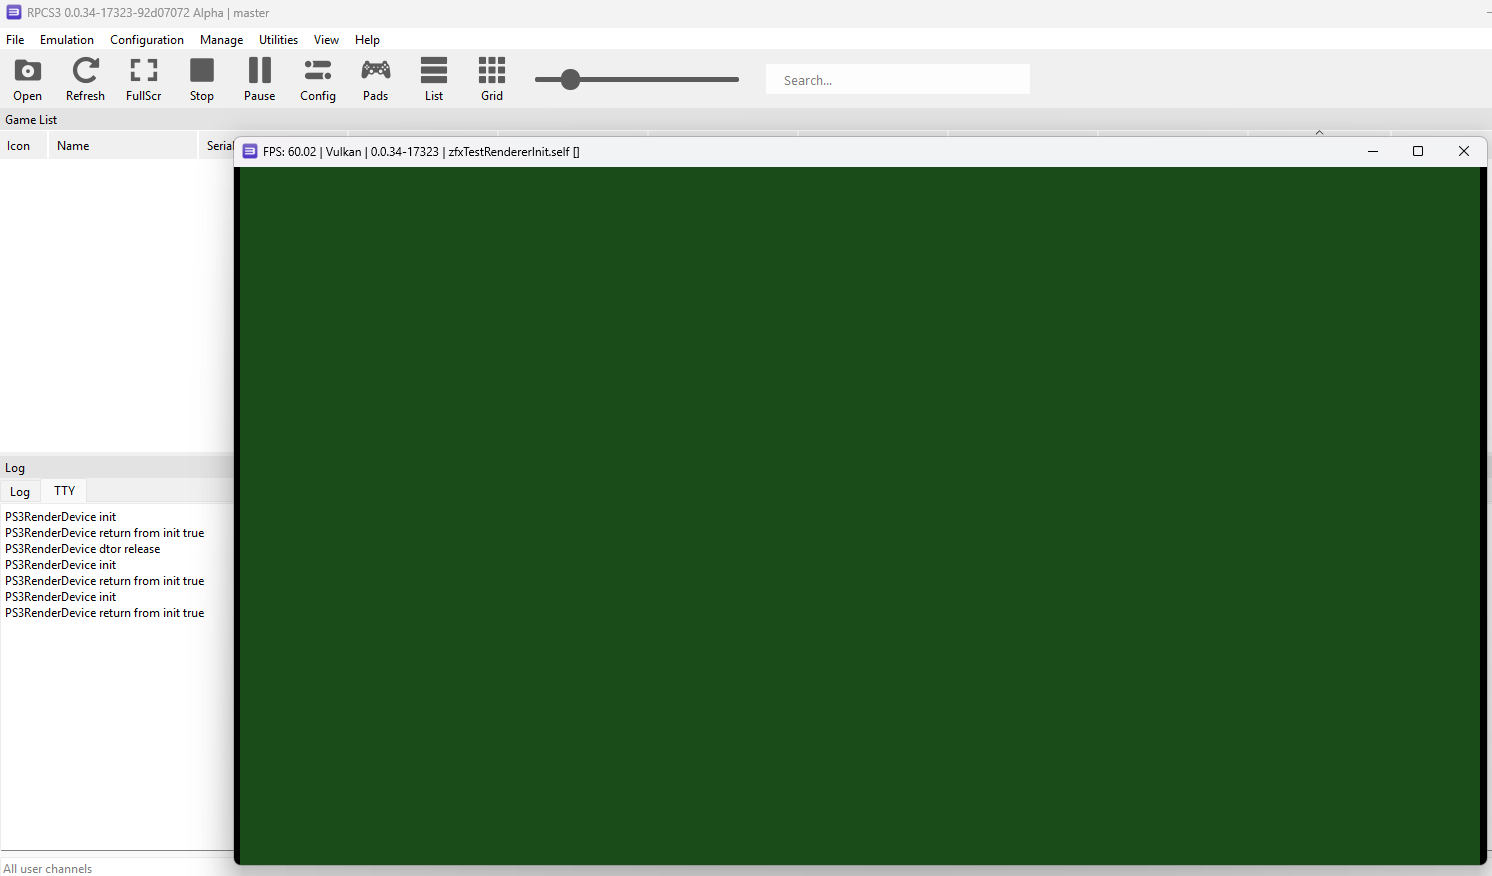 RPCS3 0.0.34-17323-92d07072 Alpha | master
File Emulation Configuration Manage Utilities View Help
Open Refresh FullScr Stop Pause Config Pads List Grid Search...
Game List
Icon Name Serial
FPS: 60.02 | Vulkan | 0.0.34-17323 | zfxTestRendererInit.self []
Log
Log TTY
PS3RenderDevice init
PS3RenderDevice return from init true
PS3RenderDevice dtor release
PS3RenderDevice init
PS3RenderDevice return from init true
PS3RenderDevice init
PS3RenderDevice return from init true
All user channels